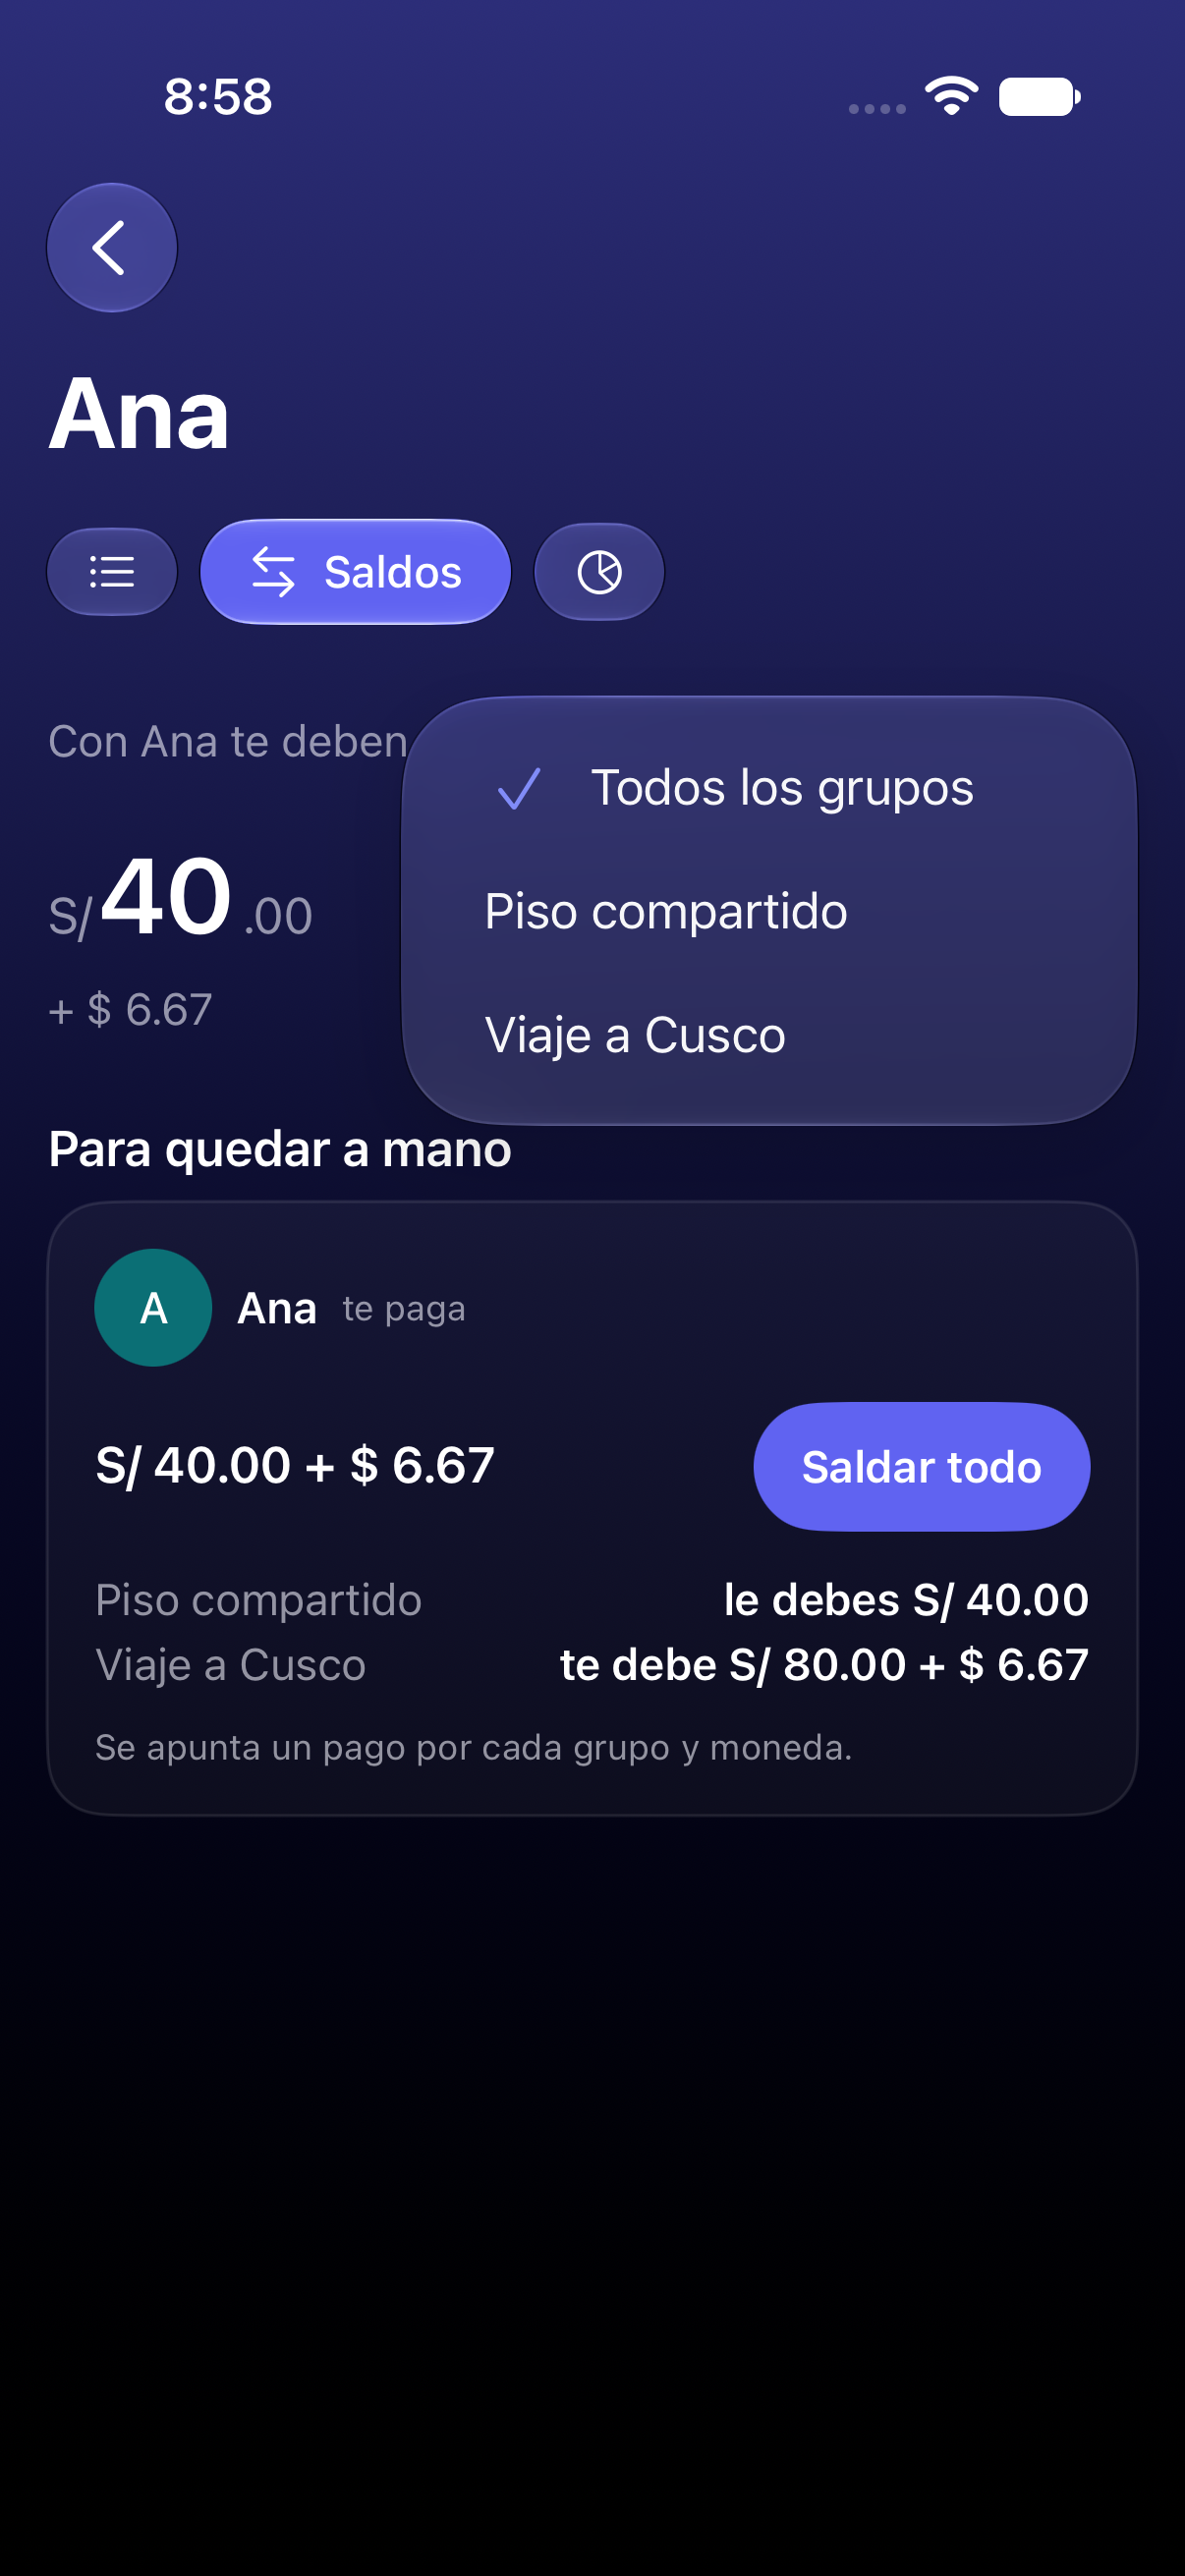 8:58
Ana
Saldos
Con Ana te deben
Todos los grupos
S/40.00
Piso compartido
+ $ 6.67
Viaje a Cusco
Para quedar a mano
A Ana te paga
S/ 40.00 + $ 6.67 Saldar todo
Piso compartido le debes S/ 40.00
Viaje a Cusco te debe S/ 80.00 + $ 6.67
Se apunta un pago por cada grupo y moneda.